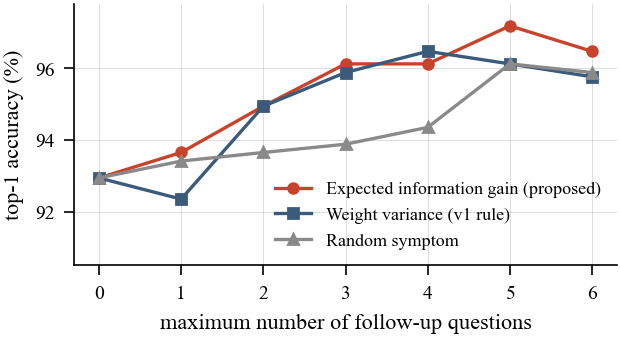 top-1 accuracy (%)
96
94
92
Expected information gain (proposed)
Weight variance (v1 rule)
Random symptom
0 1 2 3 4 5 6
maximum number of follow-up questions